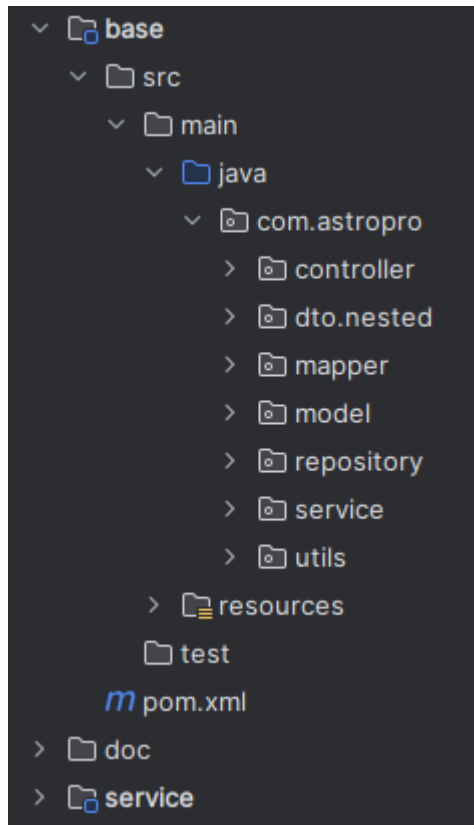 base
src
main
java
com.astropro
controller
dto.nested
mapper
model
repository
service
utils
resources
test
m pom.xml
doc
service